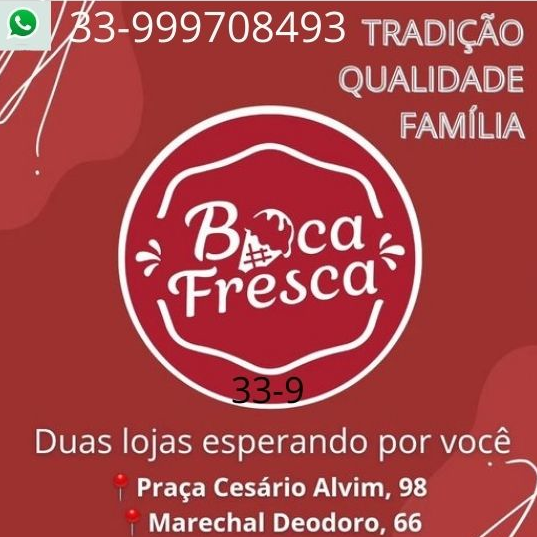 33-999708493
TRADIÇÃO
QUALIDADE
FAMÍLIA
Boca
Fresca
33-9
Duas lojas esperando por você
Praça Cesário Alvim, 98
Marechal Deodoro, 66